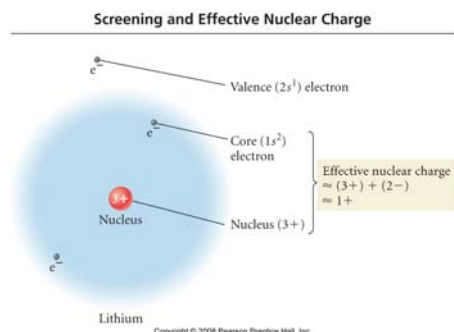 Screening and Effective Nuclear Charge
e–
Valence (2s¹) electron
e–
Core (1s²)
electron
Effective nuclear charge
≈ (3+) + (2−)
≈ 1+
3+
Nucleus
Nucleus (3+)
e–
Lithium
Copyright © 2008 Pearson Prentice Hall, Inc.